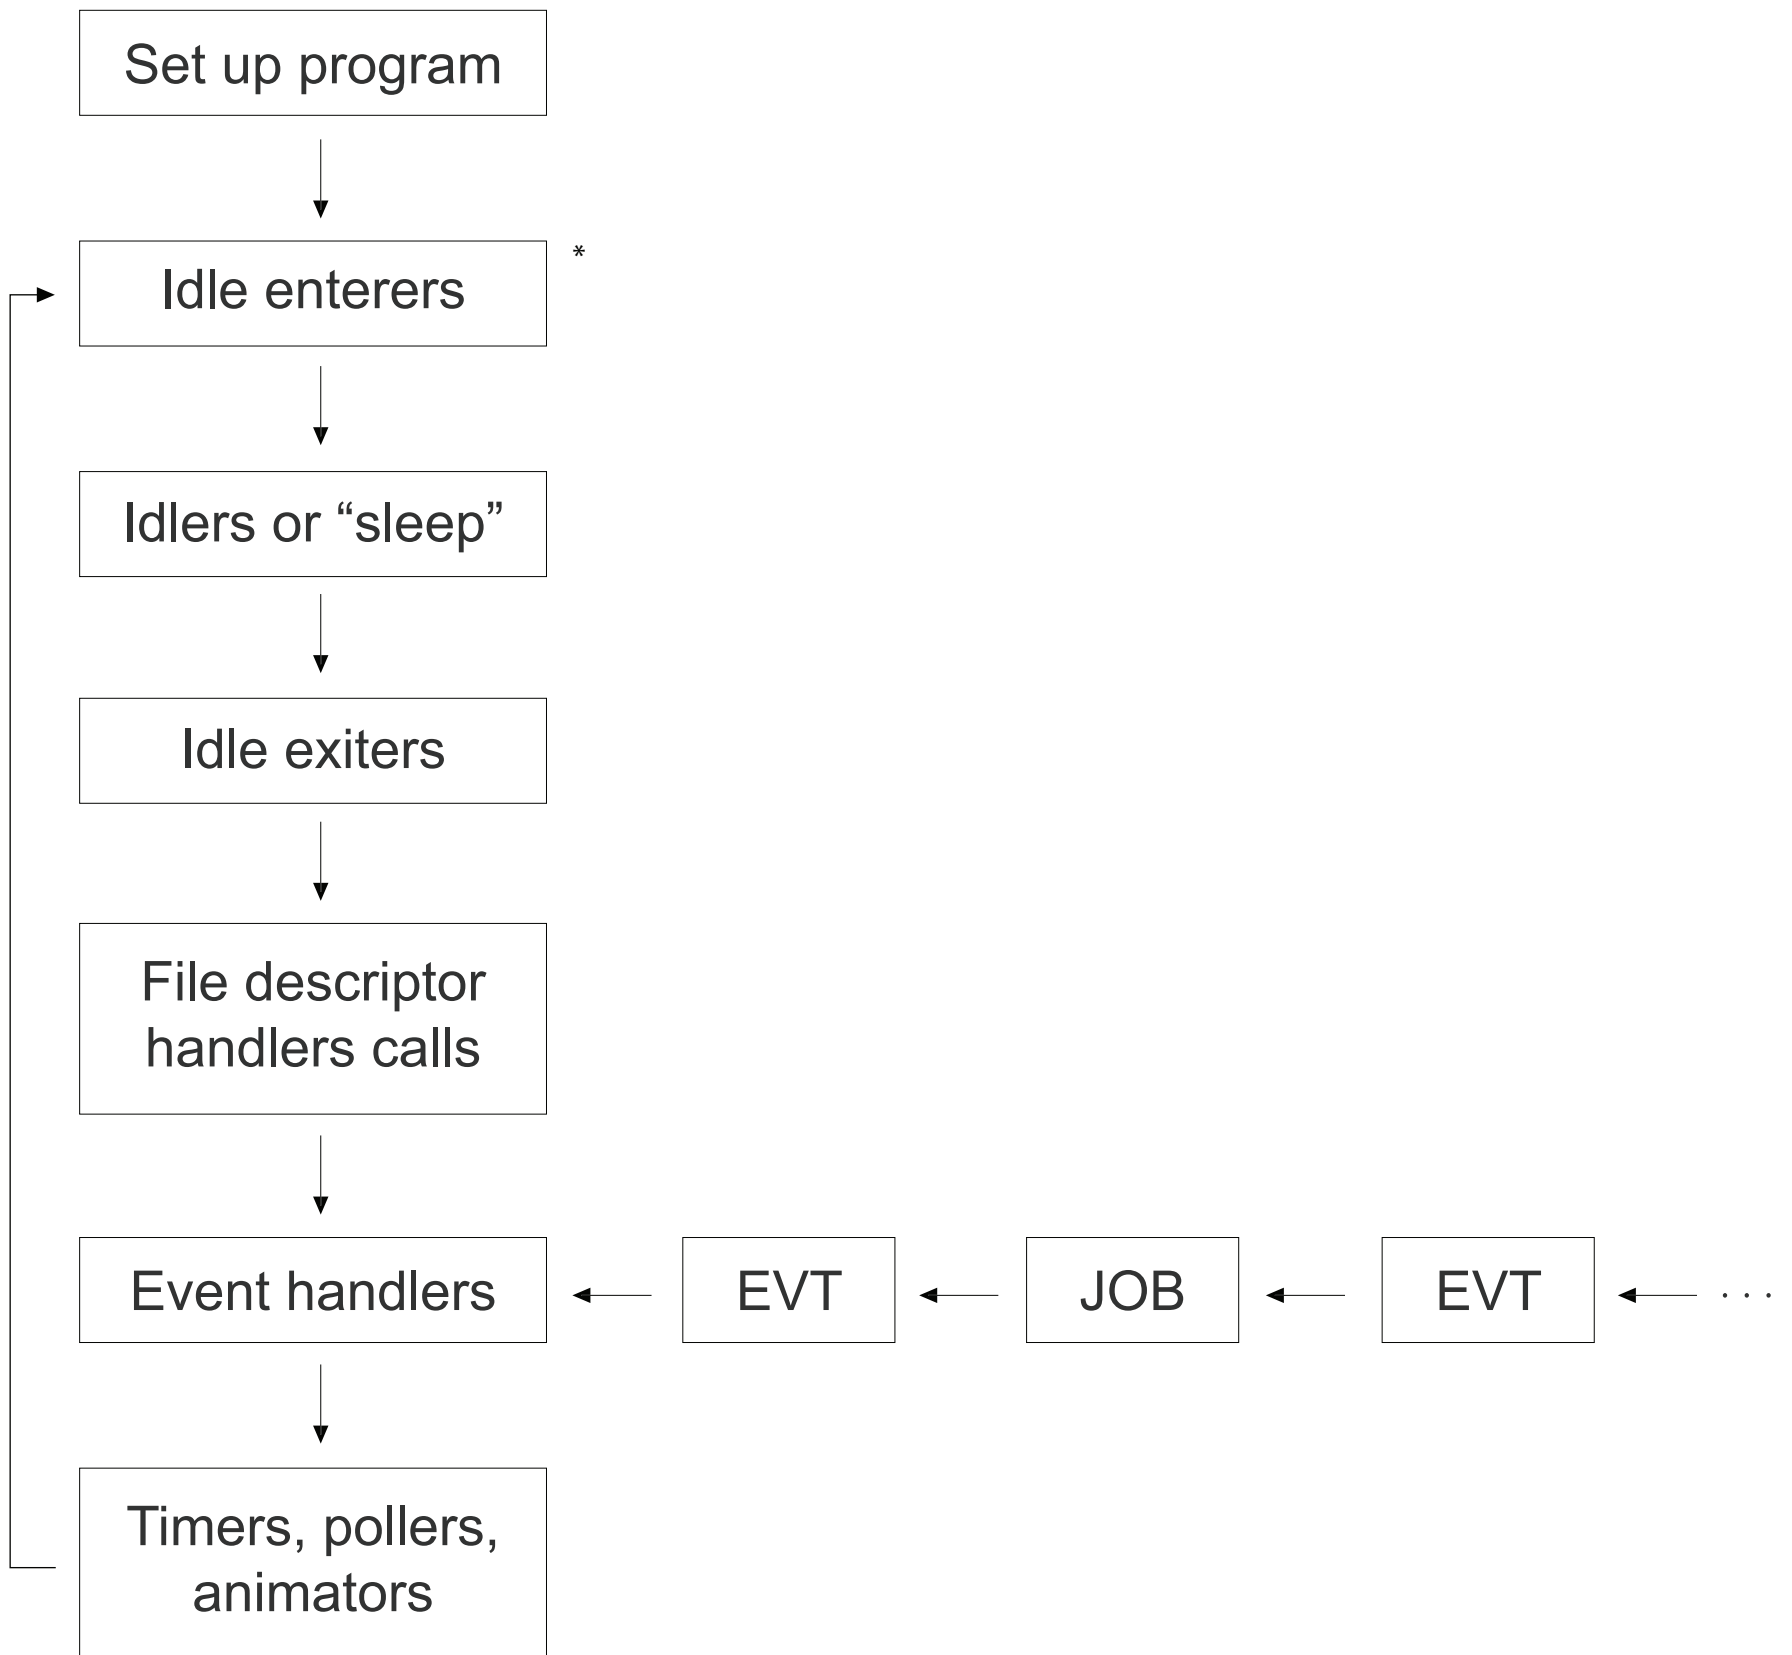 Set up program
Idle enterers *
Idlers or “sleep”
Idle exiters
File descriptor
handlers calls
Event handlers EVT JOB EVT . . .
Timers, pollers,
animators